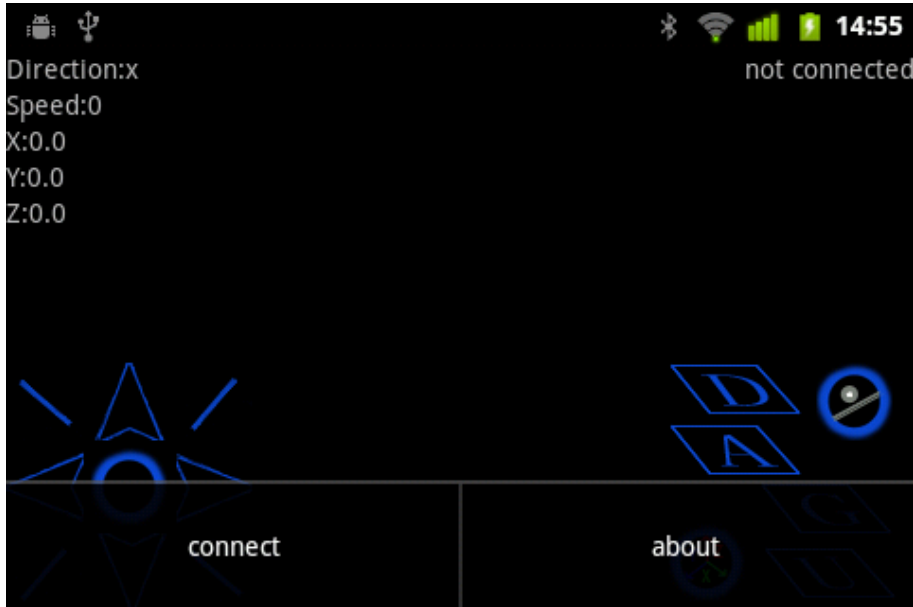 14:55
Direction:x
not connected
Speed:0
X:0.0
Y:0.0
Z:0.0
D
A
G
U
connect
about